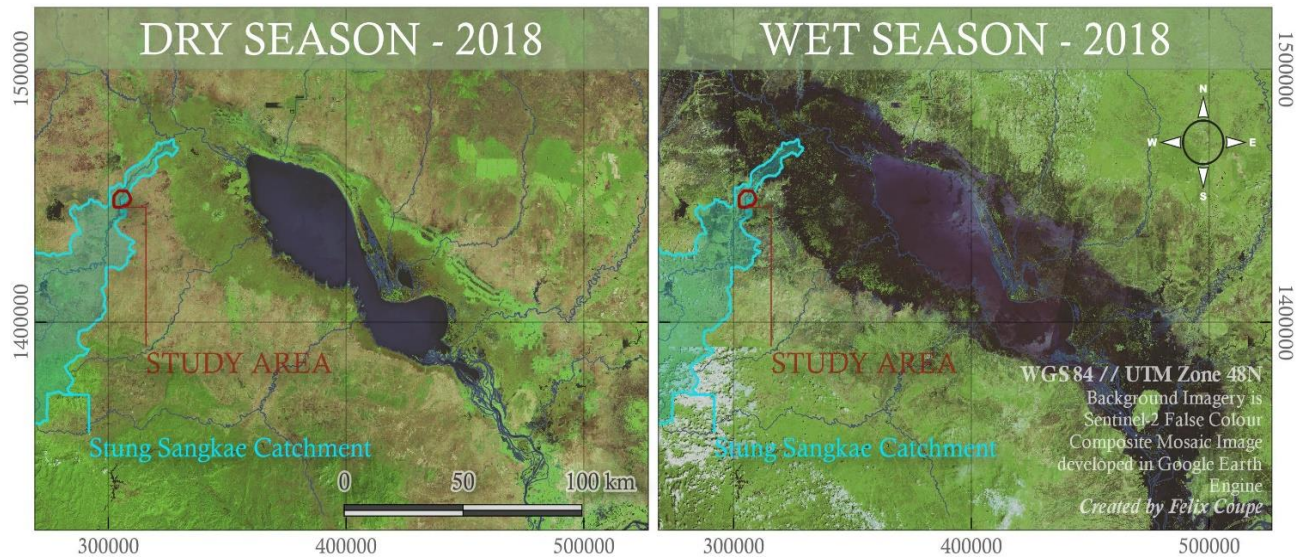 DRY SEASON - 2018
WET SEASON - 2018
1500000
1400000
1500000
1400000
N
W
E
S
STUDY AREA
Stung Sangkae Catchment
0 50 100 km
STUDY AREA
Stung Sangkae Catchment
WGS 84 // UTM Zone 48N
Background Imagery is
Sentinel-2 False Colour
Composite Mosaic Image
developed in Google Earth
Engine
Created by Felix Coupe
300000 400000 500000
300000 400000 500000